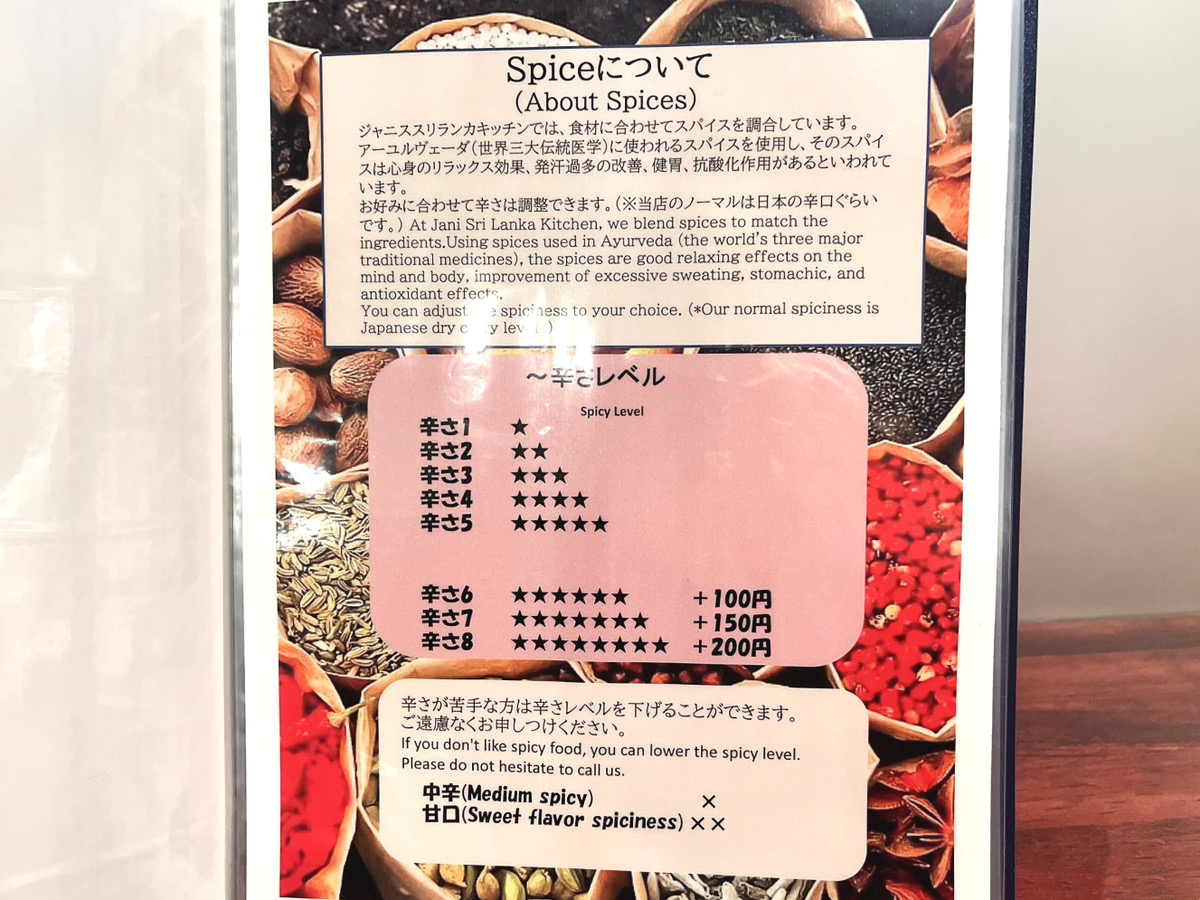 Spiceについて
(About Spices)
ジャニススリランカキッチンでは、食材に合わせてスパイスを調合しています。
アーユルヴェーダ(世界三大伝統医学)に使われるスパイスを使用し、そのスパイ
スは心身のリラックス効果、発汗過多の改善、健胃、抗酸化作用があるといわれて
います。
お好みに合わせて辛さは調整できます。(※当店のノーマルは日本の辛口ぐらい
です。) At Jani Sri Lanka Kitchen, we blend spices to match the
ingredients.Using spices used in Ayurveda (the world's three major
traditional medicines), the spices are good relaxing effects on the
mind and body, improvement of excessive sweating, stomachic, and
antioxidant effects.
You can adjust spiciness to your choice. (*Our normal spiciness is
Japanese dry
～辛さレベル
Spicy Level
辛さ1 ★
辛さ2 ★★
辛さ3 ★★★
辛さ4 ★★★★
辛さ5 ★★★★★
辛さ6 ★★★★★★ +100円
辛さ7 ★★★★★★★ +150円
辛さ8 ★★★★★★★★ +200円
辛さが苦手な方は辛さレベルを下げることができます。
ご遠慮なくお申しつけください。
If you don't like spicy food, you can lower the spicy level.
Please do not hesitate to call us.
中辛(Medium spicy) ×
甘口(Sweet flavor spiciness) ××